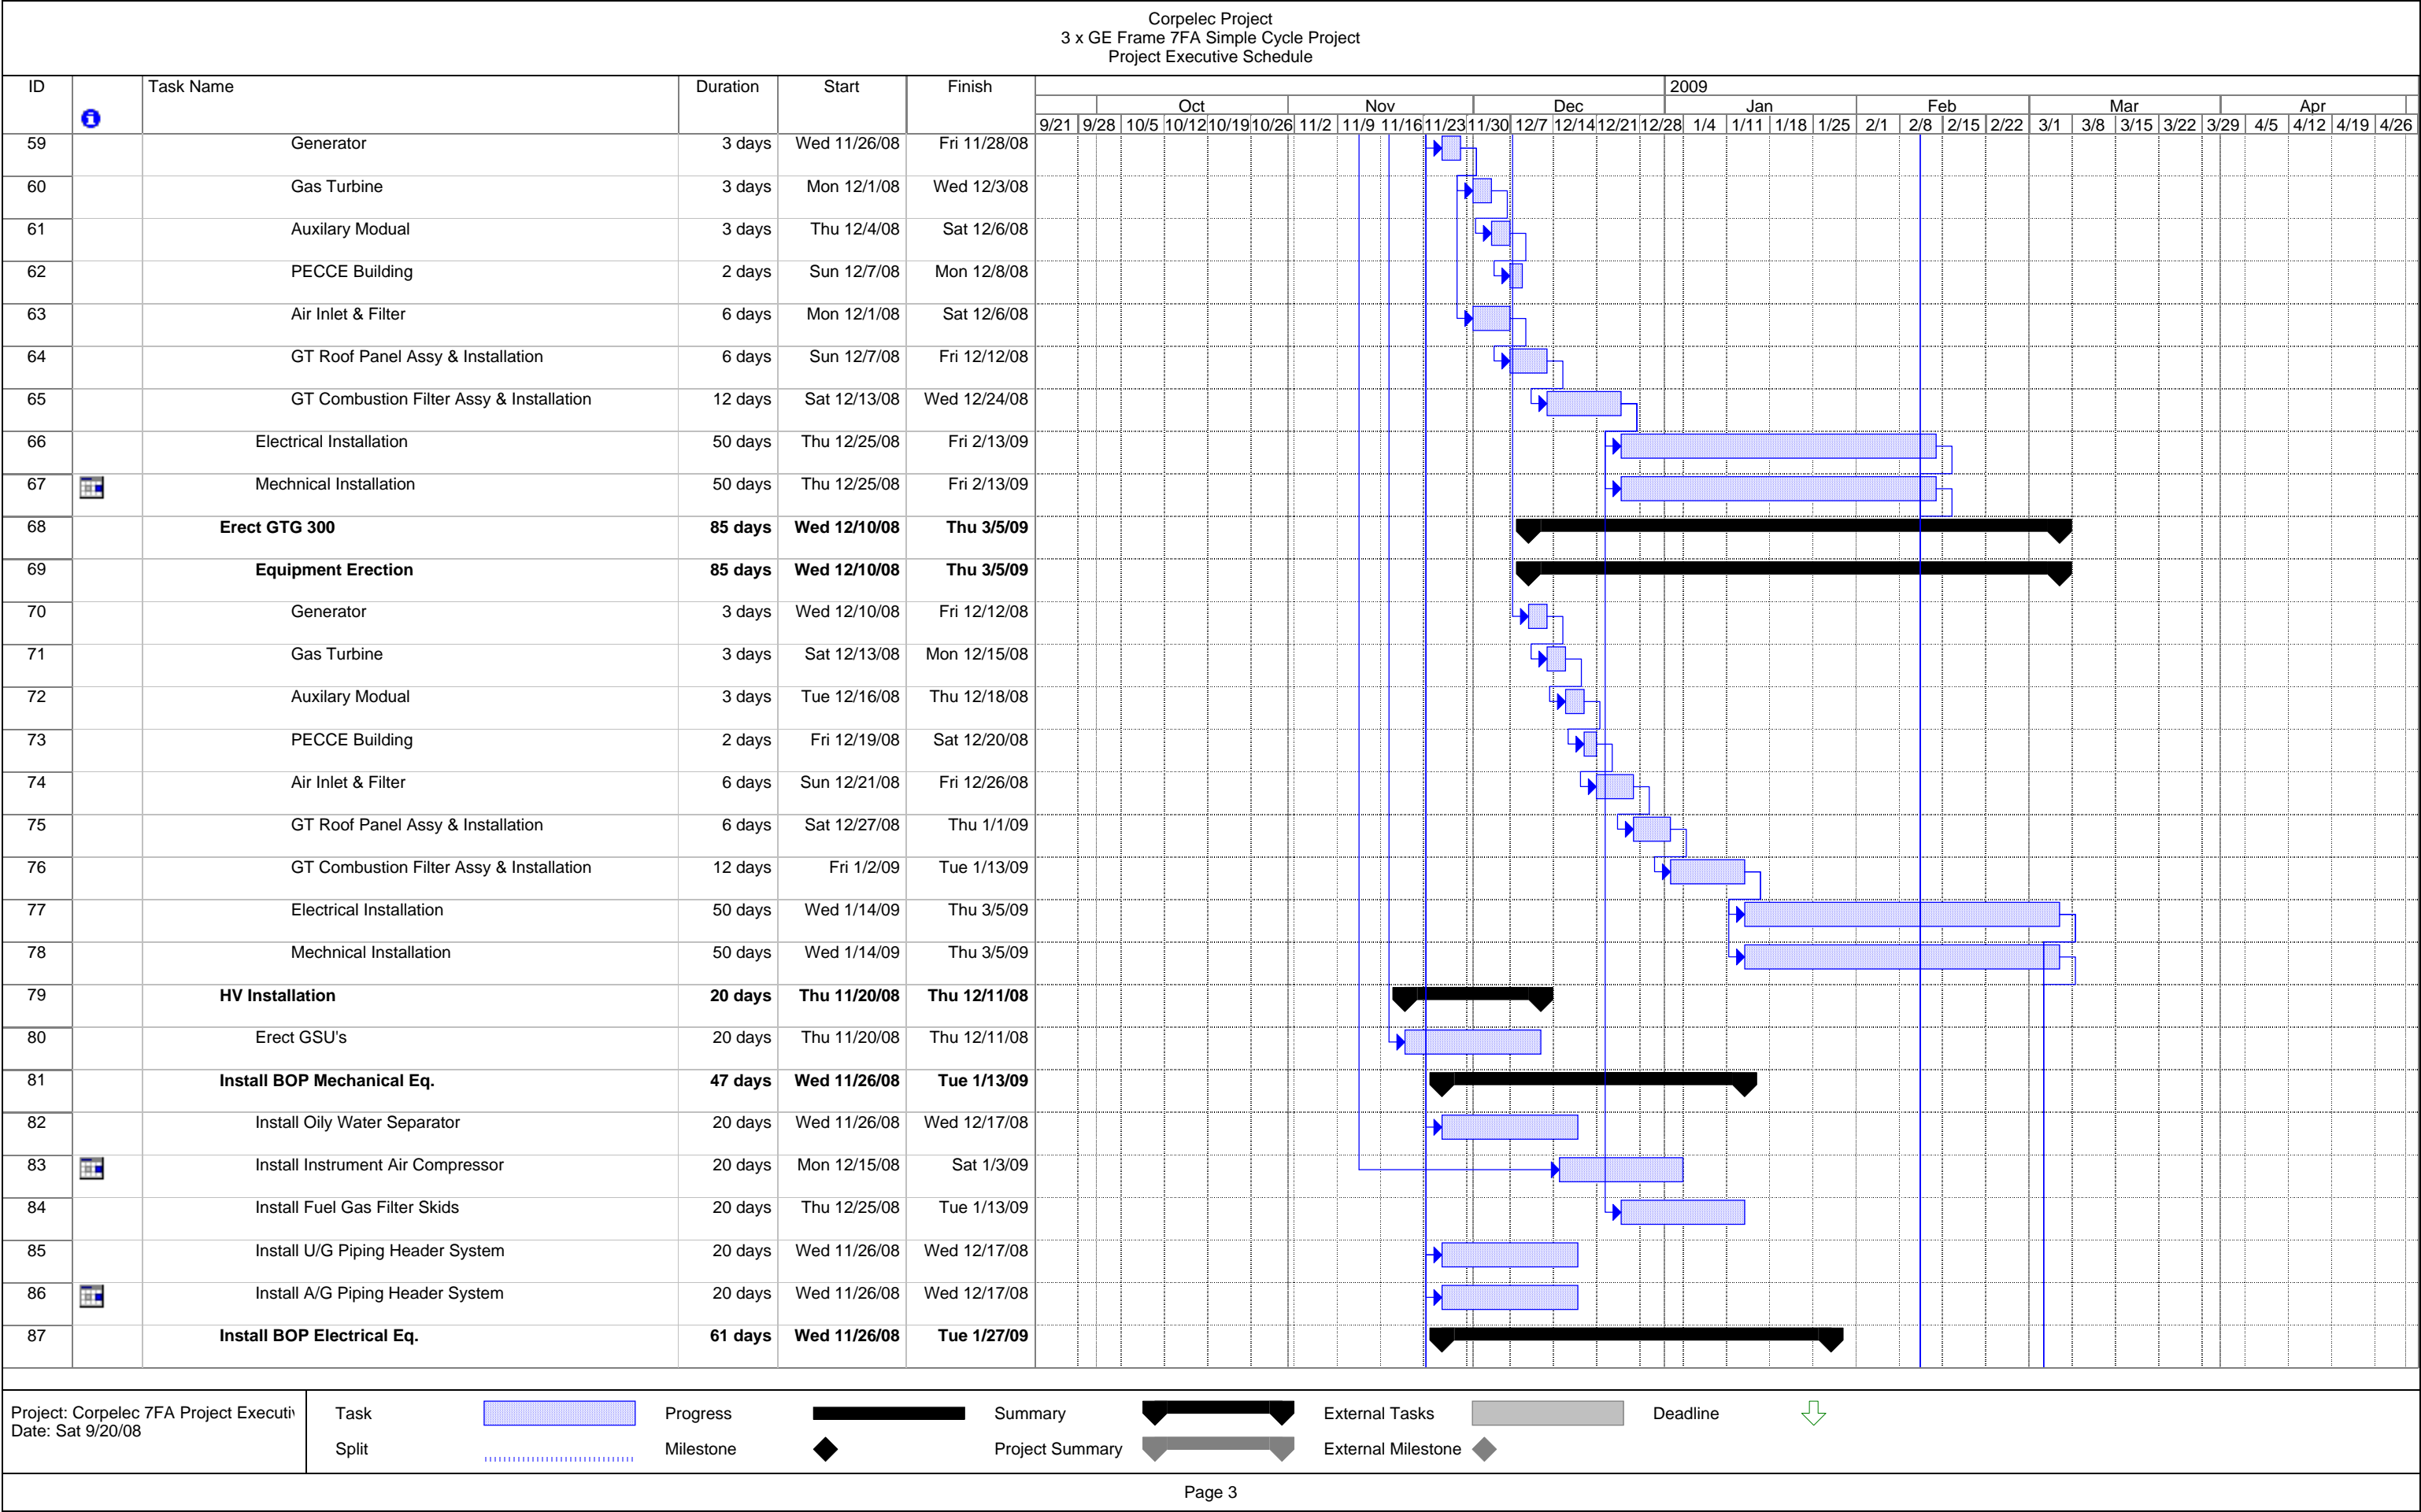 Corpelec Project
3 x GE Frame 7FA Simple Cycle Project
Project Executive Schedule
ID Task Name Duration Start Finish
2009
Oct Nov Dec Jan Feb Mar Apr
9/21 9/28 10/5 10/12 10/19 10/26 11/2 11/9 11/16 11/23 11/30 12/7 12/14 12/21 12/28 1/4 1/11 1/18 1/25 2/1 2/8 2/15 2/22 3/1 3/8 3/15 3/22 3/29 4/5 4/12 4/19 4/26
59 Generator 3 days Wed 11/26/08 Fri 11/28/08
60 Gas Turbine 3 days Mon 12/1/08 Wed 12/3/08
61 Auxilary Modual 3 days Thu 12/4/08 Sat 12/6/08
62 PECCE Building 2 days Sun 12/7/08 Mon 12/8/08
63 Air Inlet & Filter 6 days Mon 12/1/08 Sat 12/6/08
64 GT Roof Panel Assy & Installation 6 days Sun 12/7/08 Fri 12/12/08
65 GT Combustion Filter Assy & Installation 12 days Sat 12/13/08 Wed 12/24/08
66 Electrical Installation 50 days Thu 12/25/08 Fri 2/13/09
67 Mechnical Installation 50 days Thu 12/25/08 Fri 2/13/09
68 Erect GTG 300 85 days Wed 12/10/08 Thu 3/5/09
69 Equipment Erection 85 days Wed 12/10/08 Thu 3/5/09
70 Generator 3 days Wed 12/10/08 Fri 12/12/08
71 Gas Turbine 3 days Sat 12/13/08 Mon 12/15/08
72 Auxilary Modual 3 days Tue 12/16/08 Thu 12/18/08
73 PECCE Building 2 days Fri 12/19/08 Sat 12/20/08
74 Air Inlet & Filter 6 days Sun 12/21/08 Fri 12/26/08
75 GT Roof Panel Assy & Installation 6 days Sat 12/27/08 Thu 1/1/09
76 GT Combustion Filter Assy & Installation 12 days Fri 1/2/09 Tue 1/13/09
77 Electrical Installation 50 days Wed 1/14/09 Thu 3/5/09
78 Mechnical Installation 50 days Wed 1/14/09 Thu 3/5/09
79 HV Installation 20 days Thu 11/20/08 Thu 12/11/08
80 Erect GSU's 20 days Thu 11/20/08 Thu 12/11/08
81 Install BOP Mechanical Eq. 47 days Wed 11/26/08 Tue 1/13/09
82 Install Oily Water Separator 20 days Wed 11/26/08 Wed 12/17/08
83 Install Instrument Air Compressor 20 days Mon 12/15/08 Sat 1/3/09
84 Install Fuel Gas Filter Skids 20 days Thu 12/25/08 Tue 1/13/09
85 Install U/G Piping Header System 20 days Wed 11/26/08 Wed 12/17/08
86 Install A/G Piping Header System 20 days Wed 11/26/08 Wed 12/17/08
87 Install BOP Electrical Eq. 61 days Wed 11/26/08 Tue 1/27/09
Project: Corpelec 7FA Project Executiv
Date: Sat 9/20/08
Task Progress Summary External Tasks Deadline
Split Milestone Project Summary External Milestone
Page 3